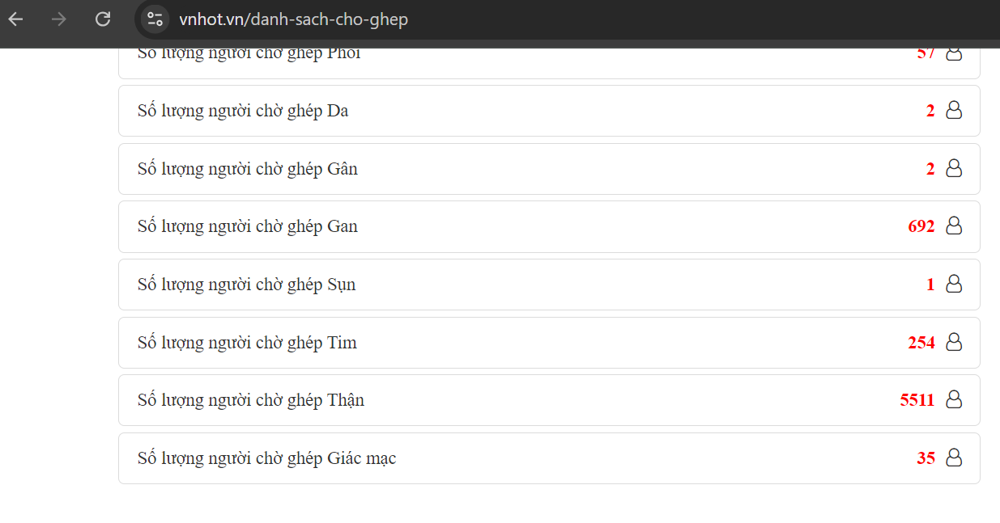 vnhot.vn/danh-sach-cho-ghep
Số lượng người chờ ghép Phổi 57
Số lượng người chờ ghép Da 2
Số lượng người chờ ghép Gân 2
Số lượng người chờ ghép Gan 692
Số lượng người chờ ghép Sụn 1
Số lượng người chờ ghép Tim 254
Số lượng người chờ ghép Thận 5511
Số lượng người chờ ghép Giác mạc 35